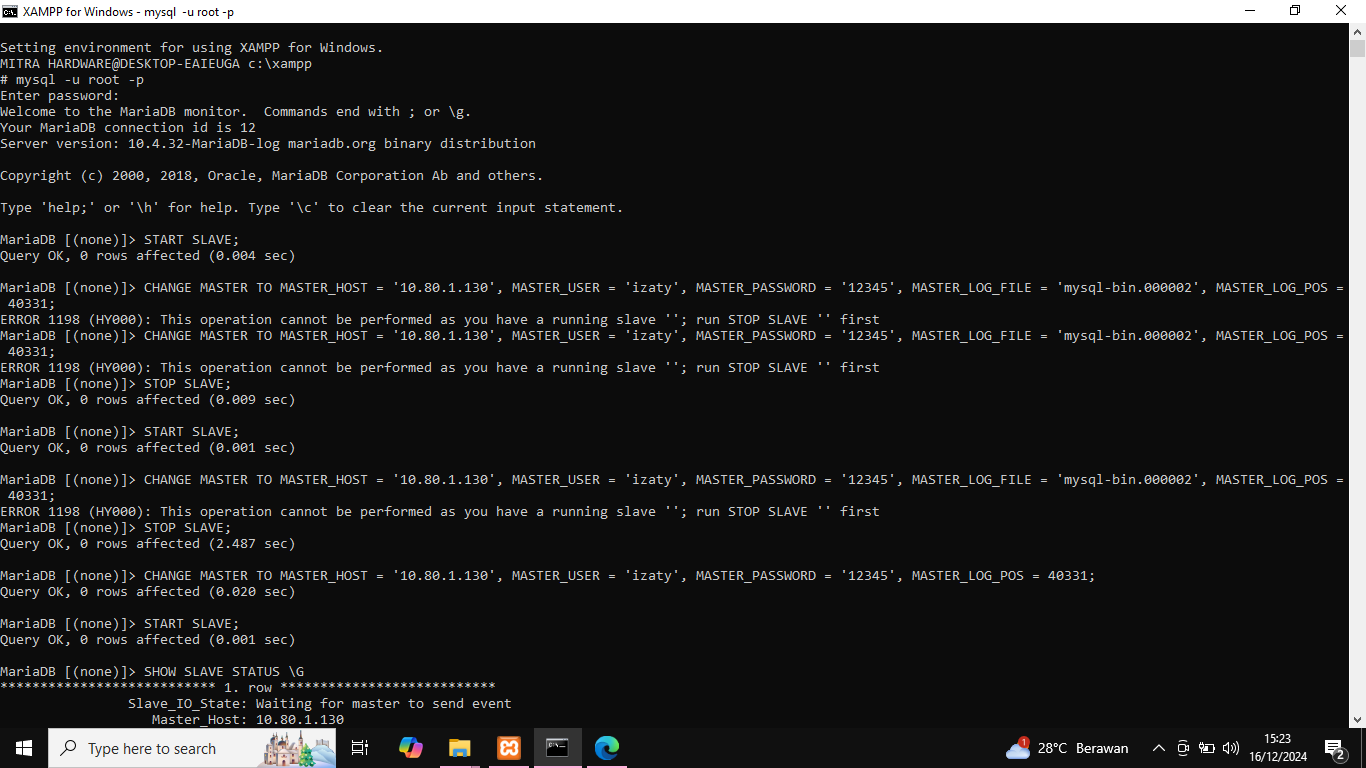 XAMPP for Windows - mysql  -u root -p
Setting environment for using XAMPP for Windows.
MITRA HARDWARE@DESKTOP-EAIEUGA c:\xampp
# mysql -u root -p
Enter password:
Welcome to the MariaDB monitor.  Commands end with ; or \g.
Your MariaDB connection id is 12
Server version: 10.4.32-MariaDB-log mariadb.org binary distribution
Copyright (c) 2000, 2018, Oracle, MariaDB Corporation Ab and others.
Type 'help;' or '\h' for help. Type '\c' to clear the current input statement.
MariaDB [(none)]> START SLAVE;
Query OK, 0 rows affected (0.004 sec)
MariaDB [(none)]> CHANGE MASTER TO MASTER_HOST = '10.80.1.130', MASTER_USER = 'izaty', MASTER_PASSWORD = '12345', MASTER_LOG_FILE = 'mysql-bin.000002', MASTER_LOG_POS =
 40331;
ERROR 1198 (HY000): This operation cannot be performed as you have a running slave ''; run STOP SLAVE '' first
MariaDB [(none)]> CHANGE MASTER TO MASTER_HOST = '10.80.1.130', MASTER_USER = 'izaty', MASTER_PASSWORD = '12345', MASTER_LOG_FILE = 'mysql-bin.000002', MASTER_LOG_POS =
 40331;
ERROR 1198 (HY000): This operation cannot be performed as you have a running slave ''; run STOP SLAVE '' first
MariaDB [(none)]> STOP SLAVE;
Query OK, 0 rows affected (0.009 sec)
MariaDB [(none)]> START SLAVE;
Query OK, 0 rows affected (0.001 sec)
MariaDB [(none)]> CHANGE MASTER TO MASTER_HOST = '10.80.1.130', MASTER_USER = 'izaty', MASTER_PASSWORD = '12345', MASTER_LOG_FILE = 'mysql-bin.000002', MASTER_LOG_POS =
 40331;
ERROR 1198 (HY000): This operation cannot be performed as you have a running slave ''; run STOP SLAVE '' first
MariaDB [(none)]> STOP SLAVE;
Query OK, 0 rows affected (2.487 sec)
MariaDB [(none)]> CHANGE MASTER TO MASTER_HOST = '10.80.1.130', MASTER_USER = 'izaty', MASTER_PASSWORD = '12345', MASTER_LOG_POS = 40331;
Query OK, 0 rows affected (0.020 sec)
MariaDB [(none)]> START SLAVE;
Query OK, 0 rows affected (0.001 sec)
MariaDB [(none)]> SHOW SLAVE STATUS \G
*************************** 1. row ***************************
                Slave_IO_State: Waiting for master to send event
                   Master_Host: 10.80.1.130
Type here to search
1
28°C  Berawan
15:23
16/12/2024
2